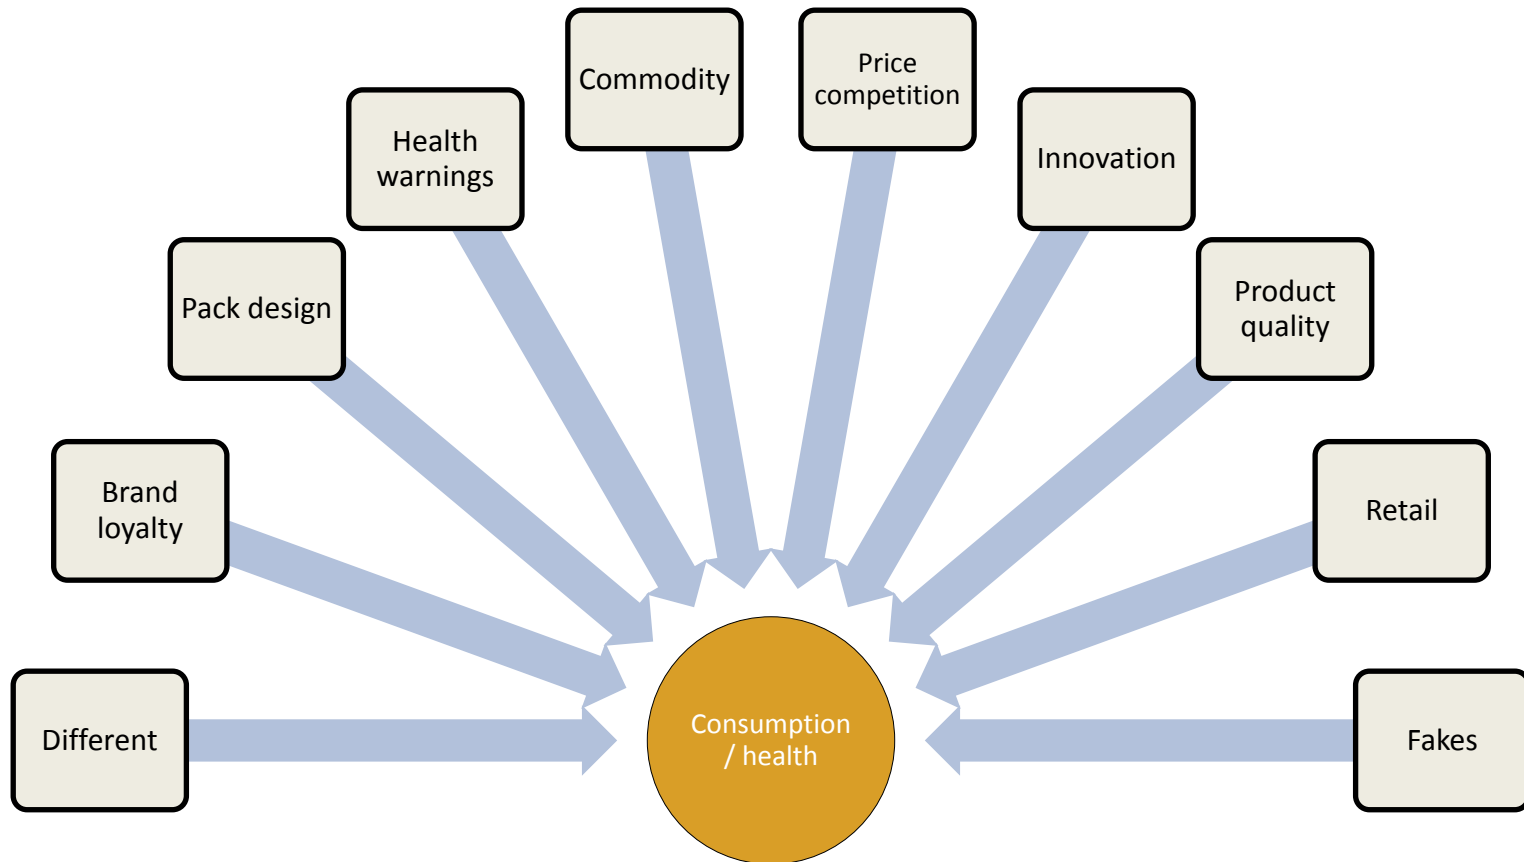 Commodity
Price
competition
Health
warnings
Innovation
Pack design
Product
quality
Brand
loyalty
Retail
Different
Consumption
/ health
Fakes